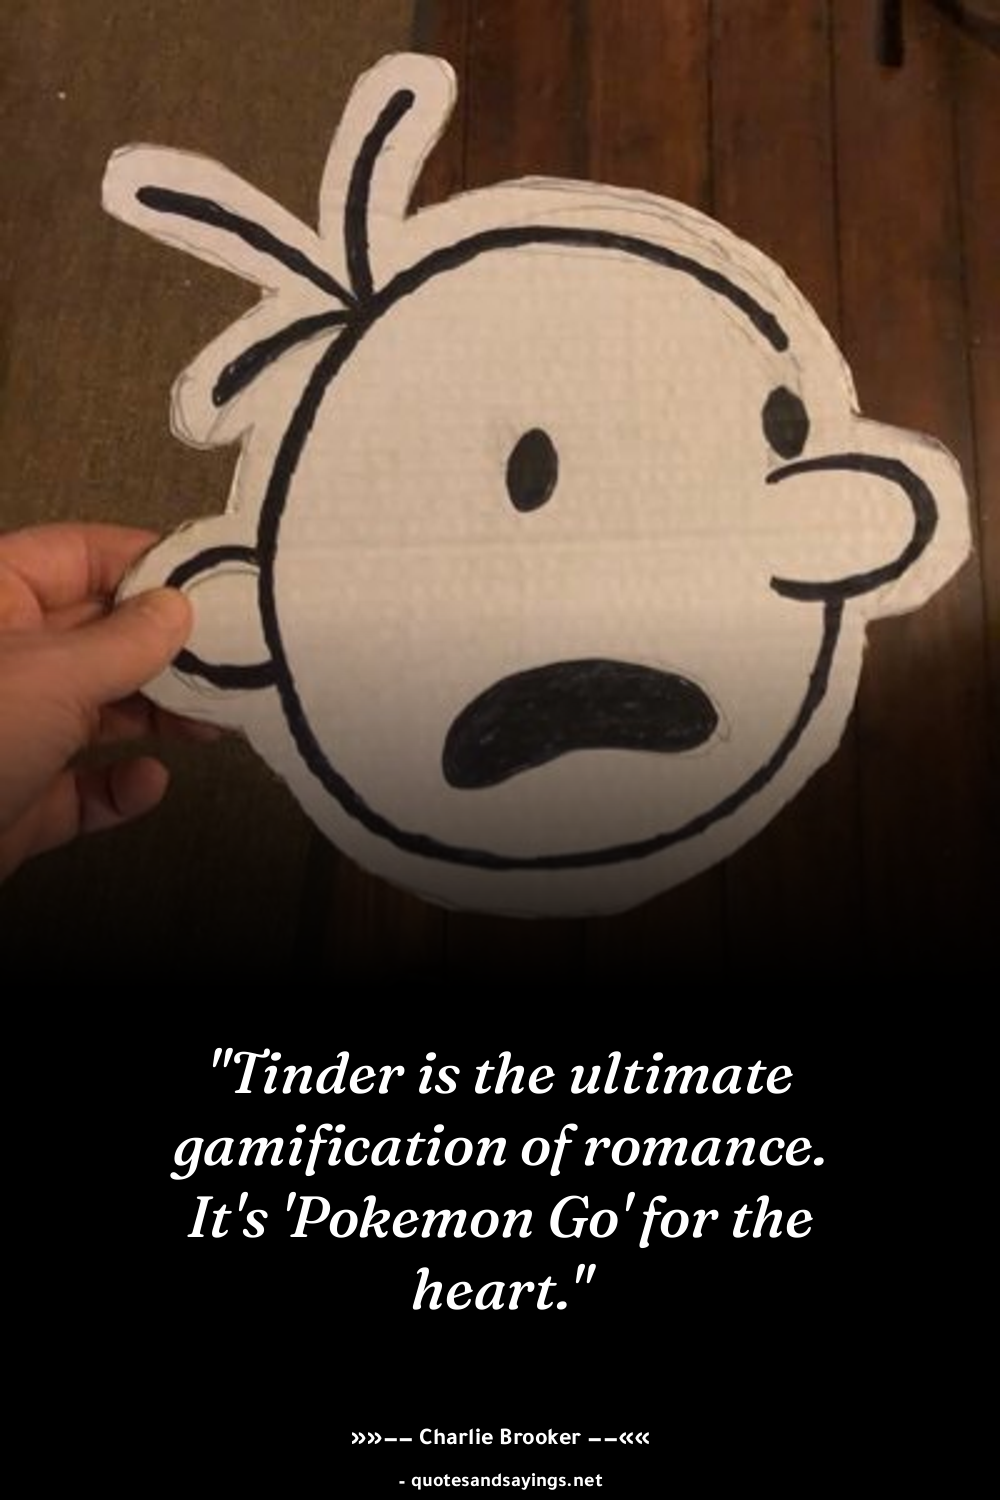 "Tinder is the ultimate
gamification of romance.
It's 'Pokemon Go' for the
heart."
»»–– Charlie Brooker ––««
- quotesandsayings.net